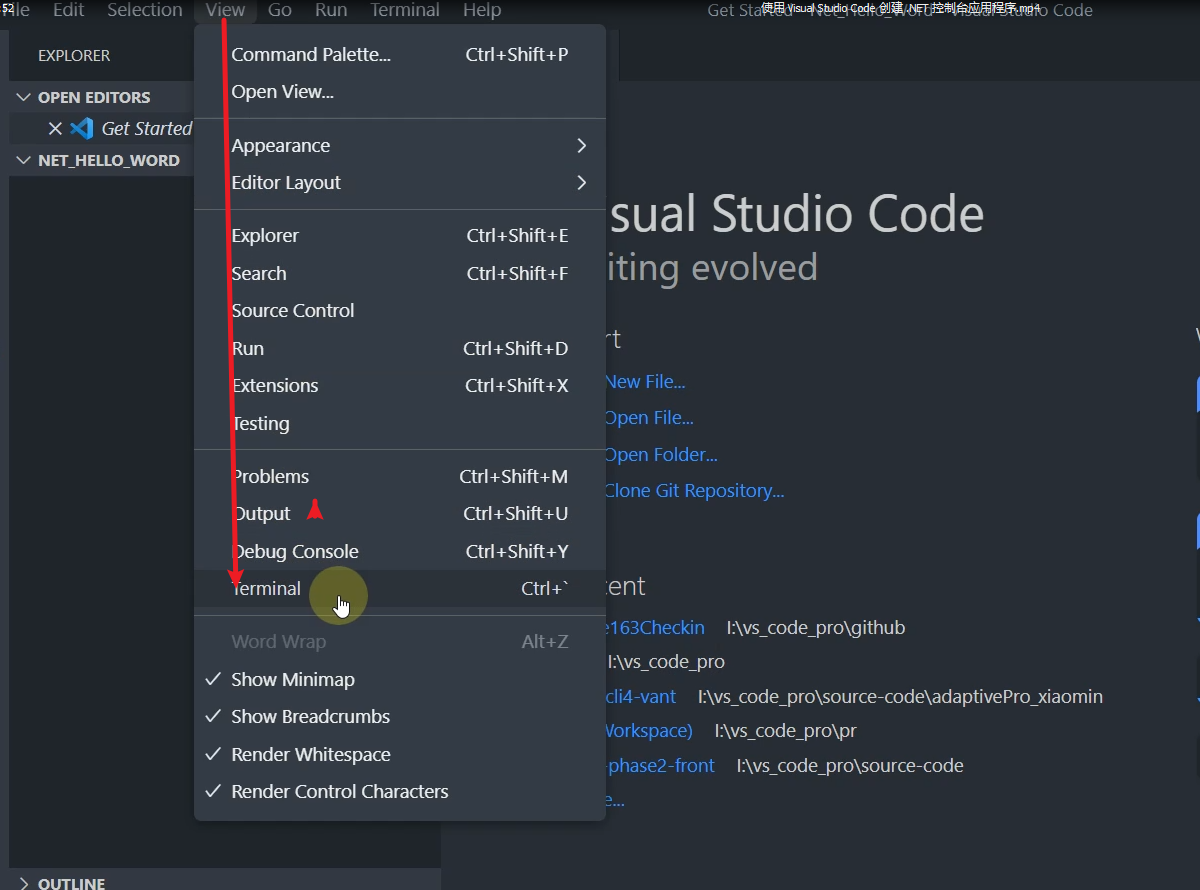 :52
File Edit Selection View Go Run Terminal Help
使用 Visual Studio Code 创建 .NET 控制台应用程序.mp4
Get Started - Net_Hello_Word - Visual Studio Code
EXPLORER
OPEN EDITORS
Get Started
NET_HELLO_WORD
OUTLINE
Command Palette... Ctrl+Shift+P
Open View...
Appearance
Editor Layout
Explorer Ctrl+Shift+E
Search Ctrl+Shift+F
Source Control
Run Ctrl+Shift+D
Extensions Ctrl+Shift+X
Testing
Problems Ctrl+Shift+M
Output Ctrl+Shift+U
Debug Console Ctrl+Shift+Y
Terminal Ctrl+`
Word Wrap Alt+Z
Show Minimap
Show Breadcrumbs
Render Whitespace
Render Control Characters
sual Studio Code
iting evolved
rt
New File...
Open File...
Open Folder...
Clone Git Repository...
cent
e163Checkin I:\vs_code_pro\github
I:\vs_code_pro
cli4-vant I:\vs_code_pro\source-code\adaptivePro_xiaomin
Workspace) I:\vs_code_pro\pr
-phase2-front I:\vs_code_pro\source-code
e...